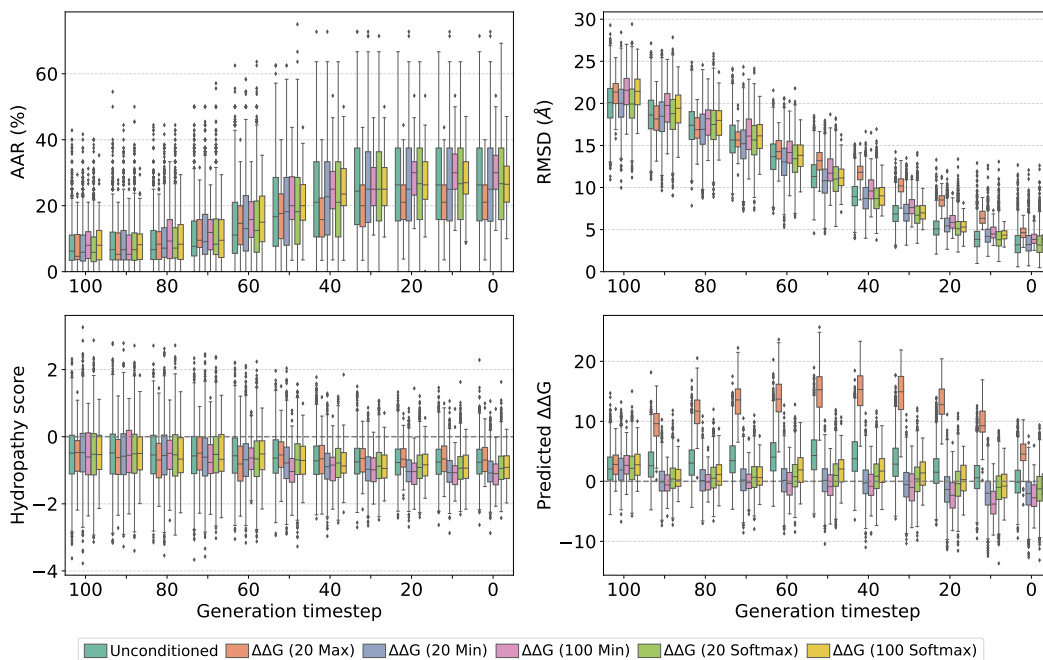 AAR (%)
60
40
20
0
100 80 60 40 20 0
RMSD (Å)
30
25
20
15
10
5
0
100 80 60 40 20 0
Hydropathy score
2
0
−2
−4
100 80 60 40 20 0
Generation timestep
Predicted ΔΔG
20
10
0
−10
100 80 60 40 20 0
Generation timestep
Unconditioned ΔΔG (20 Max) ΔΔG (20 Min) ΔΔG (100 Min) ΔΔG (20 Softmax) ΔΔG (100 Softmax)